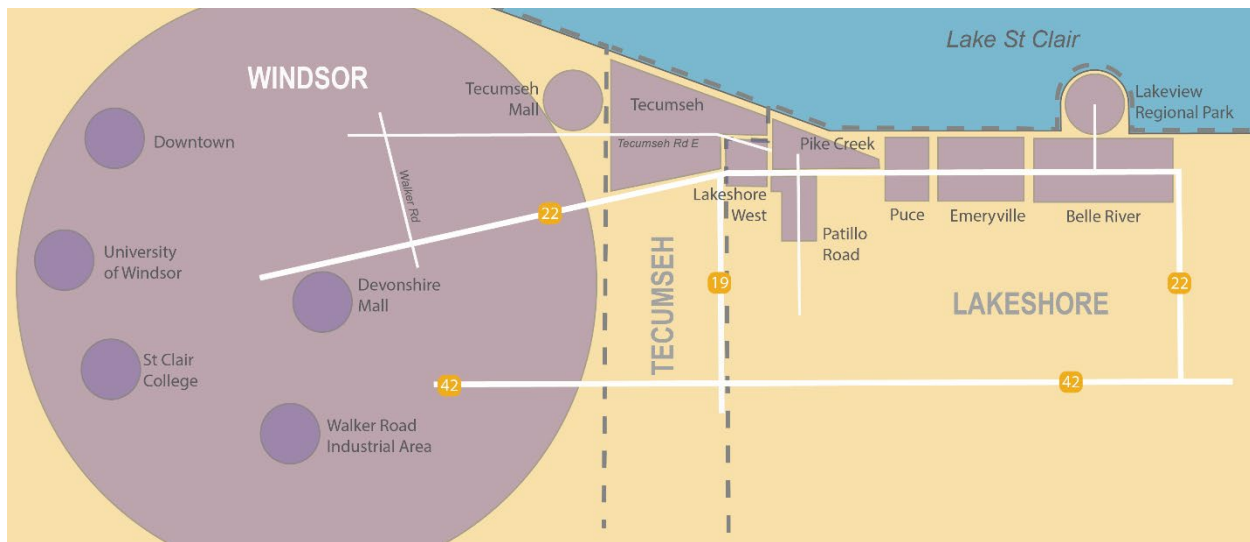 Lake St Clair
WINDSOR
Tecumseh
Mall
Tecumseh
Lakeview
Regional Park
Downtown
Tecumseh Rd E
Pike Creek
Walker Rd
22
Lakeshore
West
Puce
Emeryville
Belle River
Patillo
Road
University
of Windsor
Devonshire
Mall
19
22
TECUMSEH
LAKESHORE
St Clair
College
42
42
Walker Road
Industrial Area